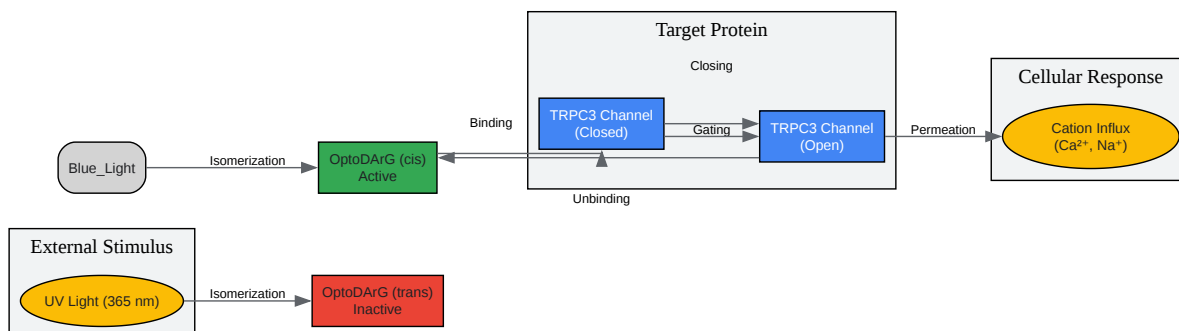 Target Protein
Closing
Cellular Response
TRPC3 Channel
(Closed)
Binding
Gating
TRPC3 Channel
(Open)
Permeation
Cation Influx
(Ca²⁺, Na⁺)
Blue_Light
Isomerization
OptoDArG (cis)
Active
Unbinding
External Stimulus
UV Light (365 nm)
Isomerization
OptoDArG (trans)
Inactive